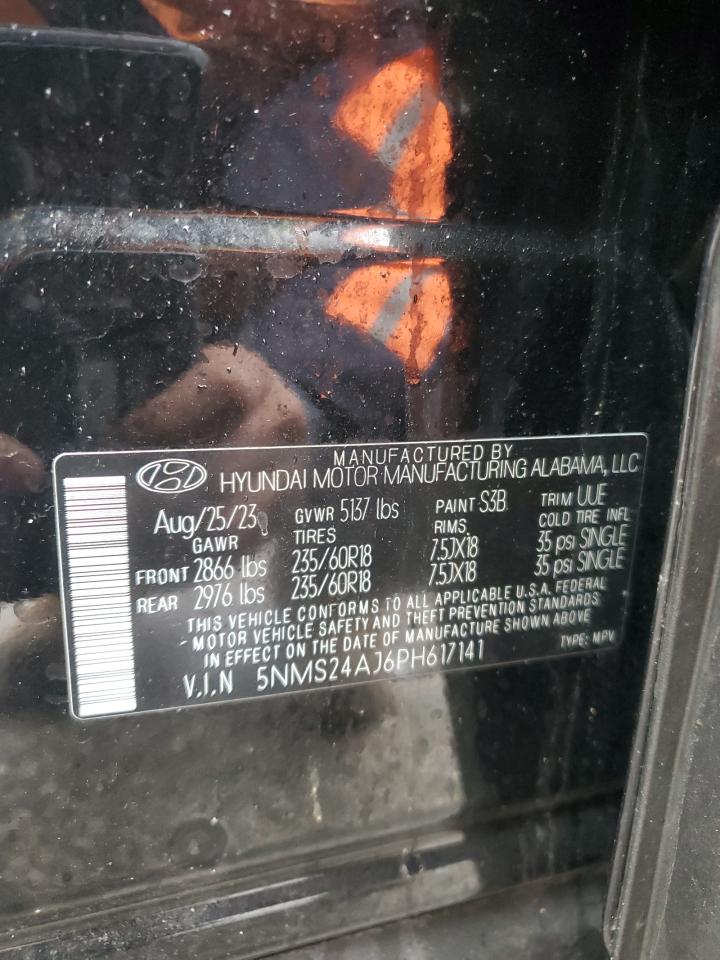 MANUFACTURED BY
HYUNDAI MOTOR MANUFACTURING ALABAMA, LLC
Aug/25/23 GVWR 5137 lbs PAINT S3B TRIM UUE
GAWR TIRES RIMS COLD TIRE INFL
FRONT 2866 lbs 235/60R18 7.5JX18 35 psi SINGLE
REAR 2976 lbs 235/60R18 7.5JX18 35 psi SINGLE
THIS VEHICLE CONFORMS TO ALL APPLICABLE U.S.A. FEDERAL
MOTOR VEHICLE SAFETY AND THEFT PREVENTION STANDARDS
IN EFFECT ON THE DATE OF MANUFACTURE SHOWN ABOVE
V.I.N 5NMS24AJ6PH617141 TYPE: MPV